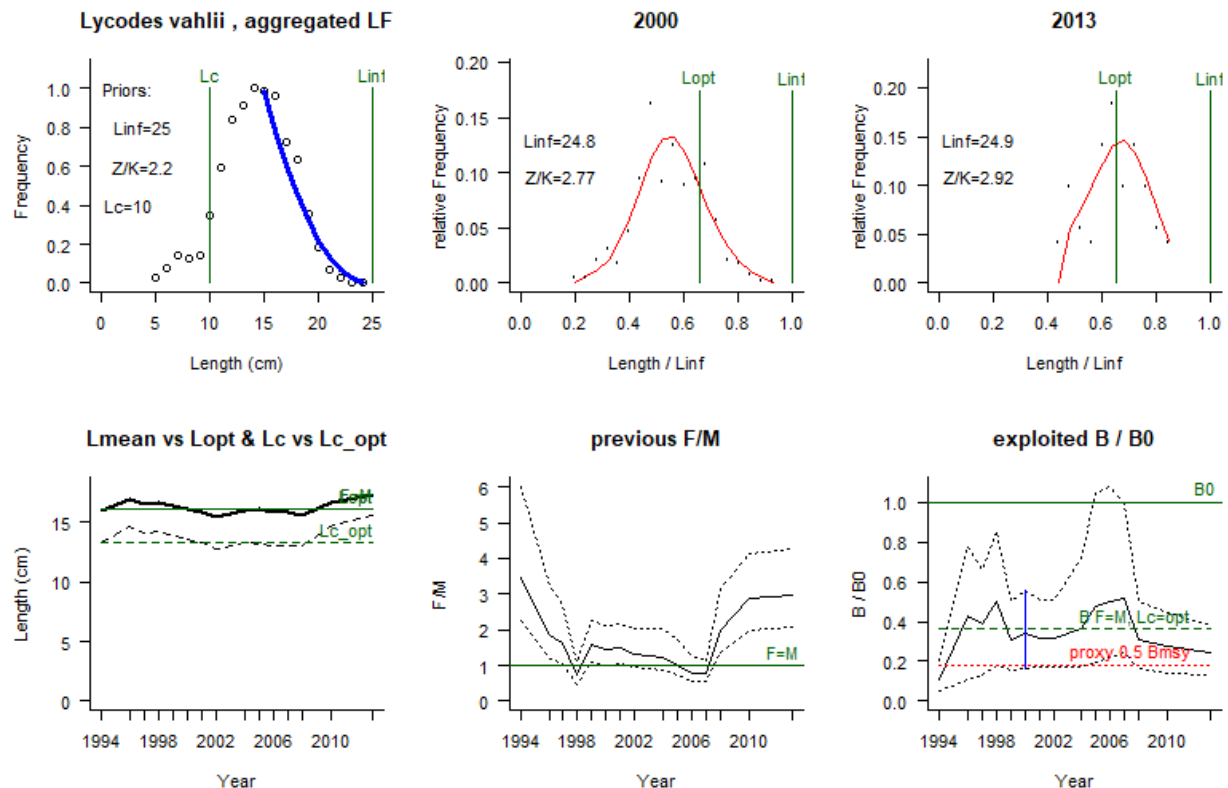 Lycodes vahlii , aggregated LF
Frequency
1.0
0.8
0.6
0.4
0.2
0.0
Priors:
Linf=25
Z/K=2.2
Lc=10
Lc
Linf
0 5 10 15 20 25
Length (cm)
2000
relative Frequency
0.20
0.15
0.10
0.05
0.00
Linf=24.8
Z/K=2.77
Lopt
Linf
0.0 0.2 0.4 0.6 0.8 1.0
Length / Linf
2013
relative Frequency
0.20
0.15
0.10
0.05
0.00
Linf=24.9
Z/K=2.92
Lopt
Linf
0.0 0.2 0.4 0.6 0.8 1.0
Length / Linf
Lmean vs Lopt & Lc vs Lc_opt
Length (cm)
15
10
5
0
Lc_opt
1994 1998 2002 2006 2010
Year
previous F/M
F/M
6
5
4
3
2
1
0
F=M
1994 1998 2002 2006 2010
Year
exploited B / B0
B / B0
1.0
0.8
0.6
0.4
0.2
0.0
B0
B F=M, Lc=opt
proxy 0.5 Bmsy
1994 1998 2002 2006 2010
Year